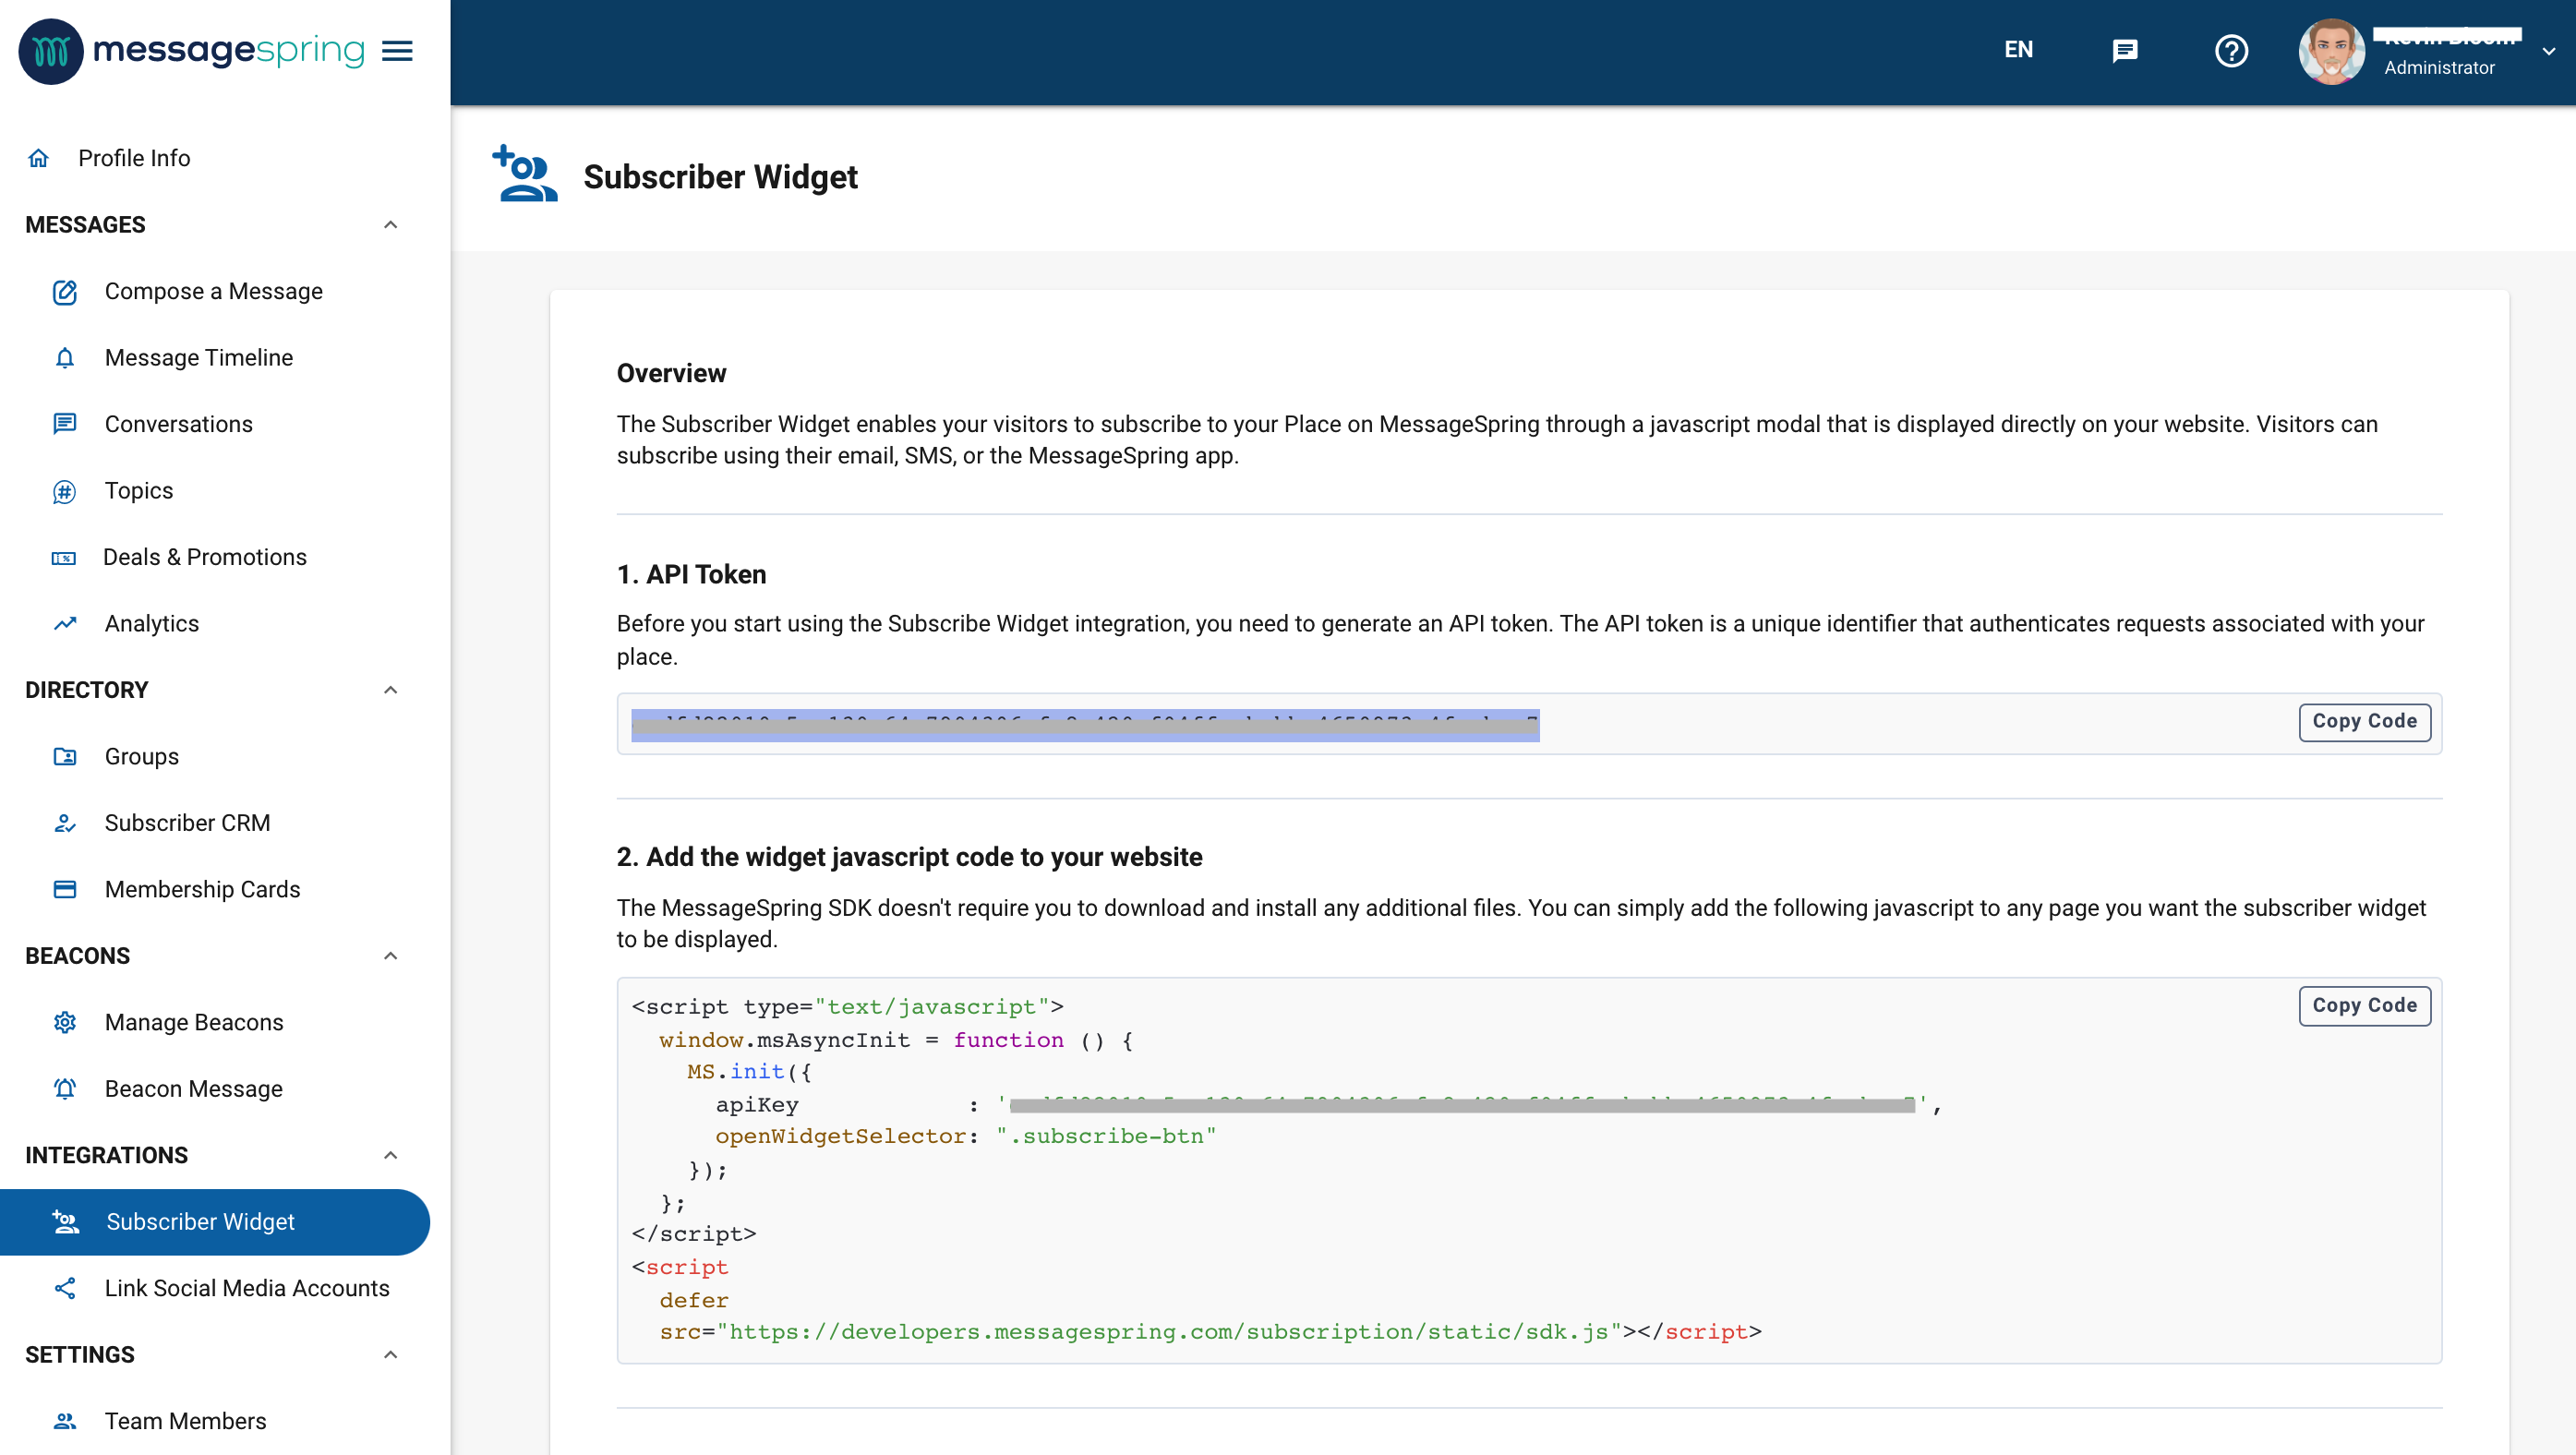 messagespring
EN
Administrator
Profile Info
MESSAGES
Compose a Message
Message Timeline
Conversations
Topics
Deals & Promotions
Analytics
DIRECTORY
Groups
Subscriber CRM
Membership Cards
BEACONS
Manage Beacons
Beacon Message
INTEGRATIONS
Subscriber Widget
Link Social Media Accounts
SETTINGS
Team Members
Subscriber Widget
Overview
The Subscriber Widget enables your visitors to subscribe to your Place on MessageSpring through a javascript modal that is displayed directly on your website. Visitors can
subscribe using their email, SMS, or the MessageSpring app.
1. API Token
Before you start using the Subscribe Widget integration, you need to generate an API token. The API token is a unique identifier that authenticates requests associated with your
place.
Copy Code
2. Add the widget javascript code to your website
The MessageSpring SDK doesn't require you to download and install any additional files. You can simply add the following javascript to any page you want the subscriber widget
to be displayed.
Copy Code
<script type="text/javascript">
window.msAsyncInit = function () {
MS.init({
apiKey : '',
openWidgetSelector: ".subscribe-btn"
});
};
</script>
<script
defer
src="https://developers.messagespring.com/subscription/static/sdk.js"></script>